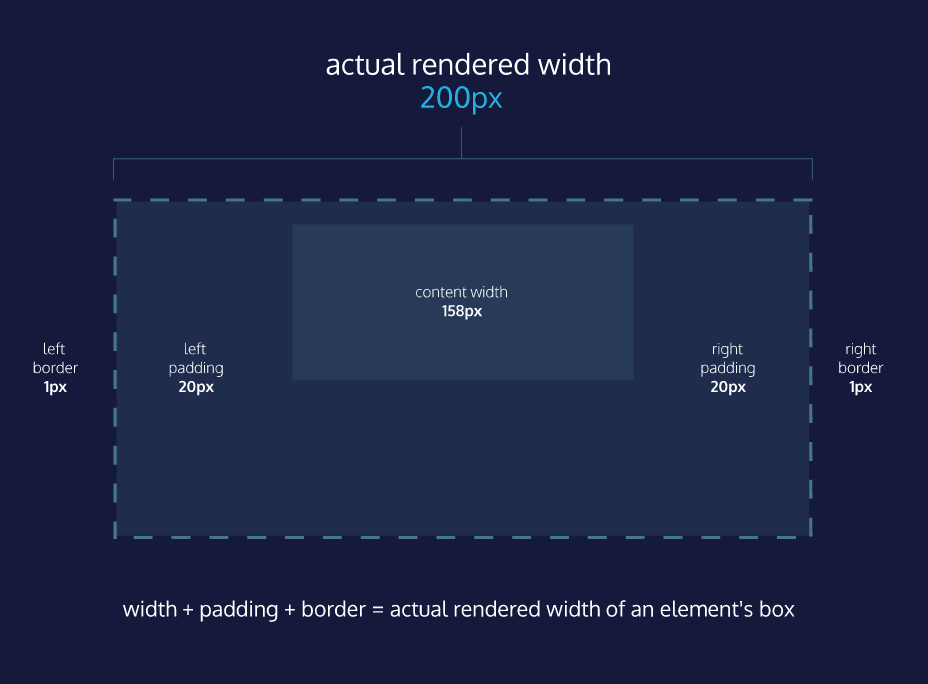 actual rendered width
200px
content width
158px
left
border
1px
left
padding
20px
right
padding
20px
right
border
1px
width + padding + border = actual rendered width of an element's box